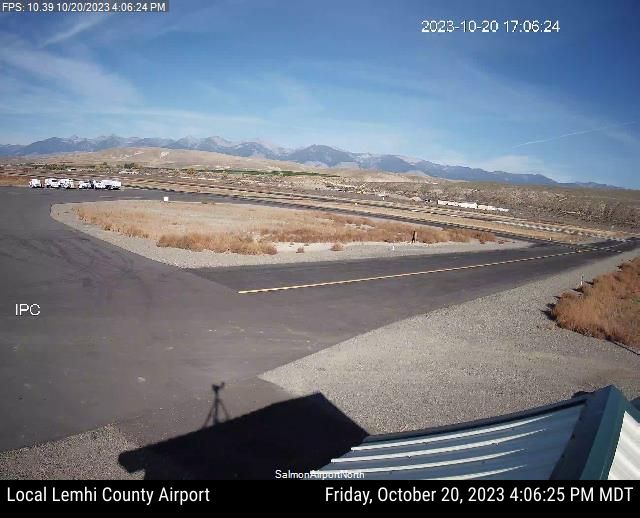 FPS: 10.39 10/20/2023 4:06:24 PM
2023-10-20 17:06:24
IPC
SalmonAirportNorth
Local Lemhi County Airport Friday, October 20, 2023 4:06:25 PM MDT